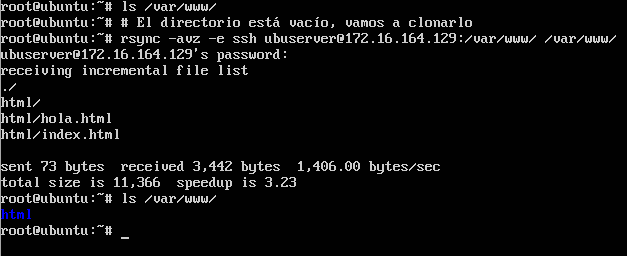 root@ubuntu:~# ls /var/www/
root@ubuntu:~# # El directorio está vacío, vamos a clonarlo
root@ubuntu:~# rsync -avz -e ssh ubuserver@172.16.164.129:/var/www/ /var/www/
ubuserver@172.16.164.129's password:
receiving incremental file list
./
html/
html/hola.html
html/index.html

sent 73 bytes  received 3,442 bytes  1,406.00 bytes/sec
total size is 11,366  speedup is 3.23
root@ubuntu:~# ls /var/www/
html
root@ubuntu:~# _